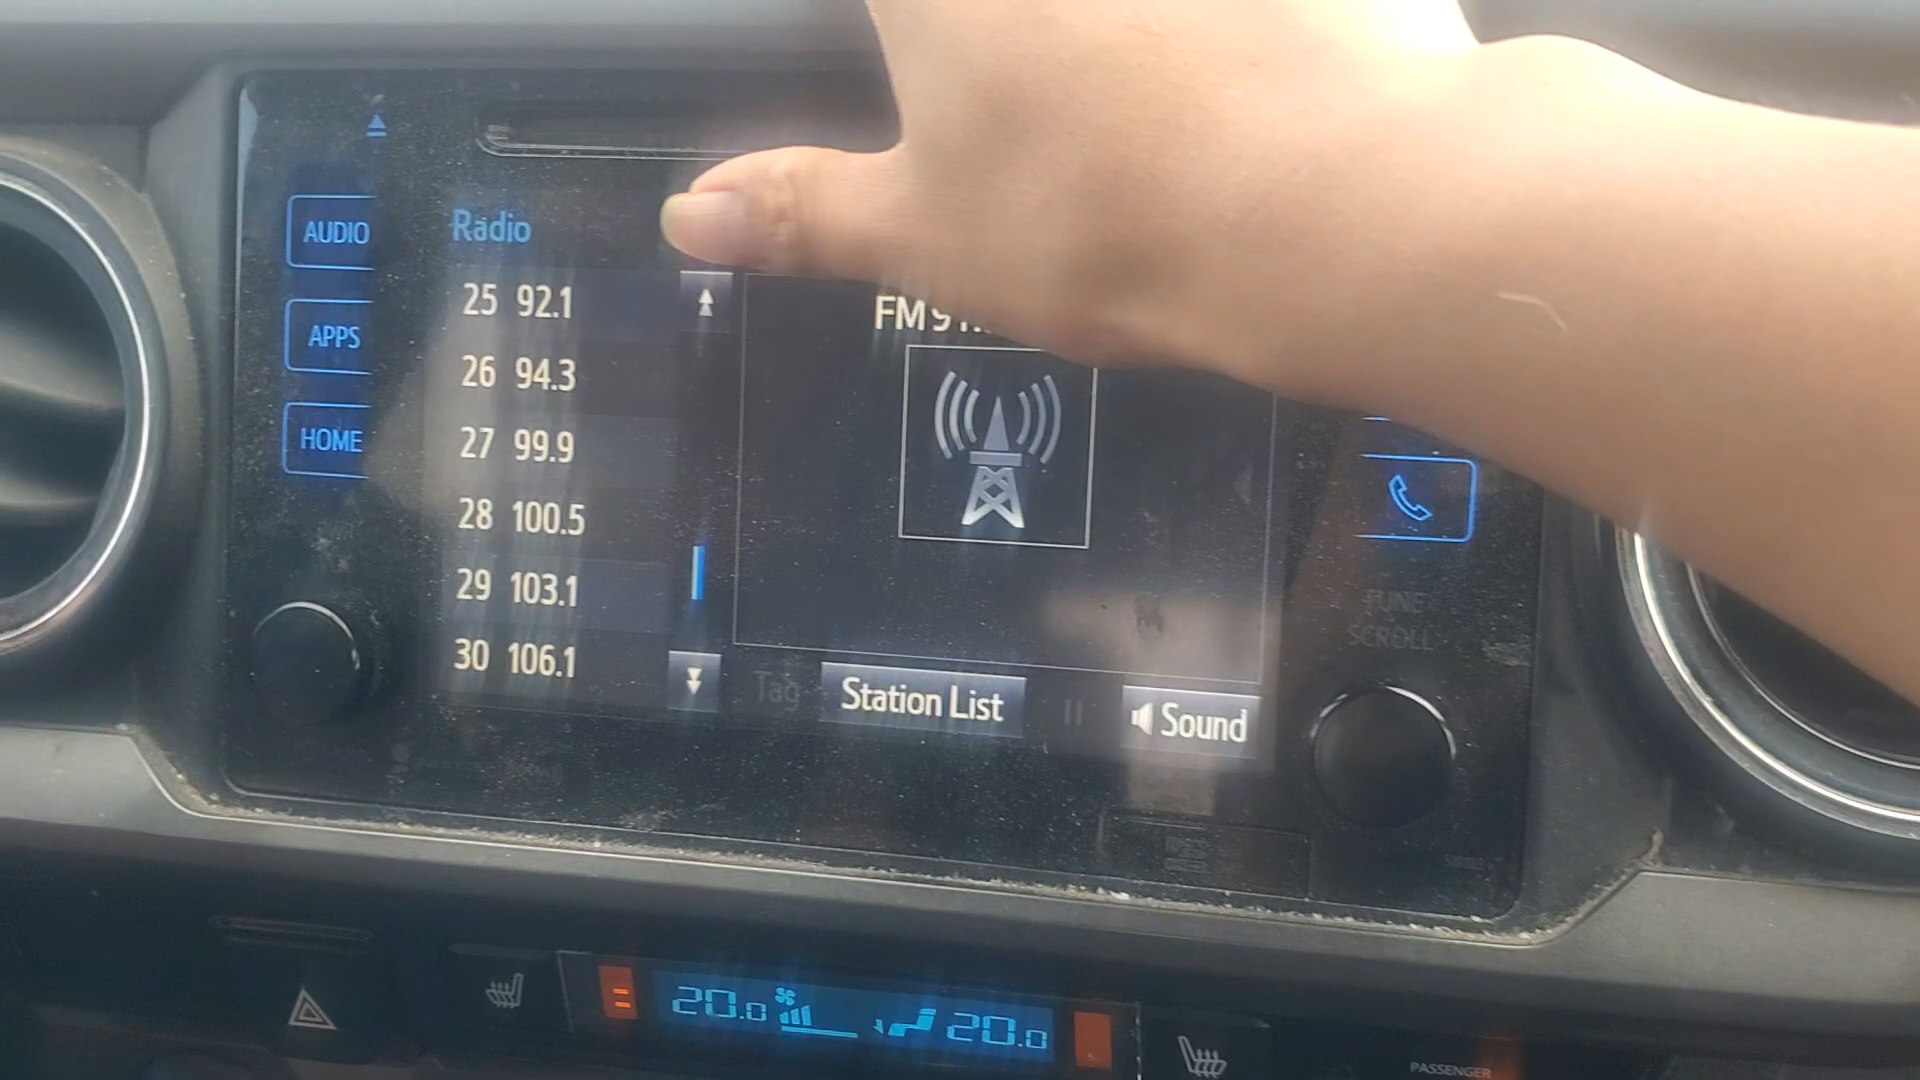 AUDIO
APPS
HOME
Radio
25 92.1
26 94.3
27 99.9
28 100.5
29 103.1
30 106.1
FM
Tag
Station List
Sound
TUNE
SCROLL
20.0
20.0
PASSENGER